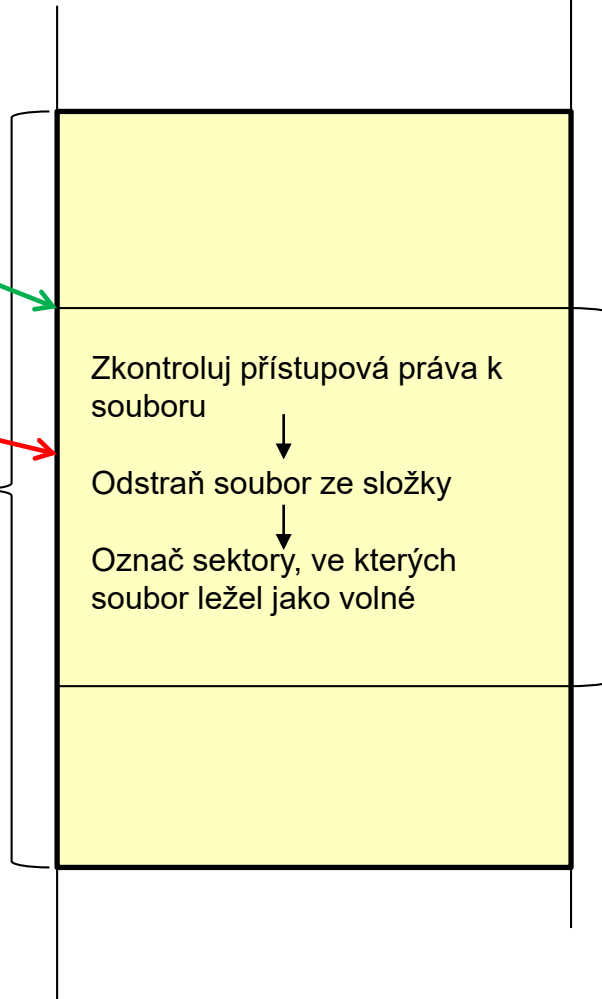 Zkontroluj přístupová práva k
souboru
Odstraň soubor ze složky
Označ sektory, ve kterých
soubor ležel jako volné